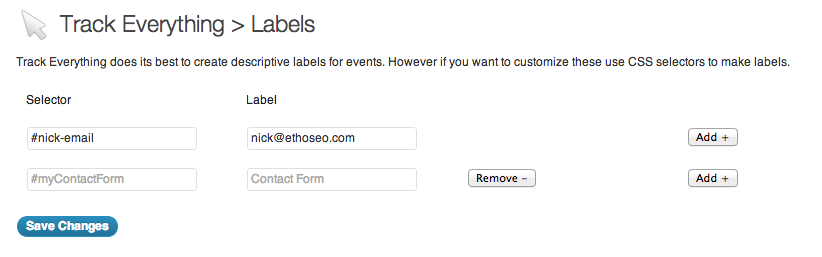 Track Everything > Labels
Track Everything does its best to create descriptive labels for events. However if you want to customize these use CSS selectors to make labels.
Selector Label
#nick-email nick@ethoseo.com Add +
#myContactForm Contact Form Remove – Add +
Save Changes